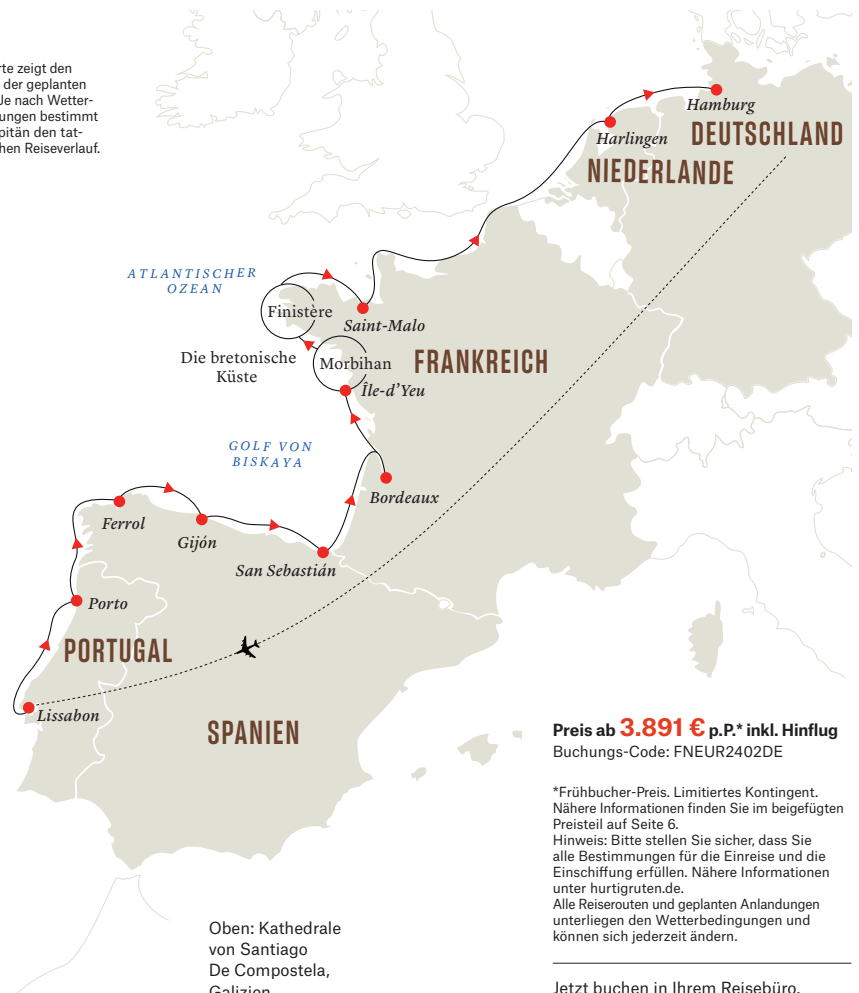 rte zeigt den
der geplanten
Je nach Wetter-
ungen bestimmt
pitän den tat-
hen Reiseverlauf.
Hamburg
DEUTSCHLAND
Harlingen
NIEDERLANDE
ATLANTISCHER
OZEAN
Finistère
Saint-Malo
Die bretonische
Küste
Morbihan
FRANKREICH
Île-d'Yeu
GOLF VON
BISKAYA
Bordeaux
Ferrol
Gijón
San Sebastián
Porto
PORTUGAL
Lissabon
SPANIEN
Preis ab 3.891 € p.P.* inkl. Hinflug
Buchungs-Code: FNEUR2402DE
*Frühbucher-Preis. Limitiertes Kontingent.
Nähere Informationen finden Sie im beigefügten
Preisteil auf Seite 6.
Hinweis: Bitte stellen Sie sicher, dass Sie
alle Bestimmungen für die Einreise und die
Einschiffung erfüllen. Nähere Informationen
unter hurtigruten.de.
Alle Reiserouten und geplanten Anlandungen
unterliegen den Wetterbedingungen und
können sich jederzeit ändern.
Oben: Kathedrale
von Santiago
De Compostela,
Galizien
Jetzt buchen in Ihrem Reisebüro,